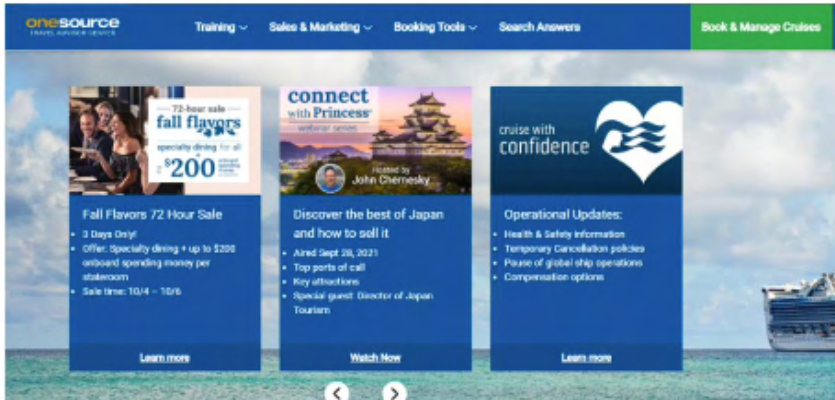 onesource
TRAVEL ADVISOR CENTER
Training
Sales & Marketing
Booking Tools
Search Answers
Book & Manage Cruises
72-hour sale
fall flavors
specialty dining for all
$200
onboard
spending
money
Fall Flavors 72 Hour Sale
• 3 Days Only!
• Offer: Specialty dining + up to $200
onboard spending money per
stateroom
• Sale time: 10/4 – 10/6
Learn more
connect
with Princess
webinar series
Hosted by
John Chernesky
Discover the best of Japan
and how to sell it
• Aired Sept 28, 2021
• Top ports of call
• Key attractions
• Special guest: Director of Japan
Tourism
Watch Now
cruise with
confidence
Operational Updates:
• Health & Safety information
• Temporary Cancellation policies
• Pause of global ship operations
• Compensation options
Learn more